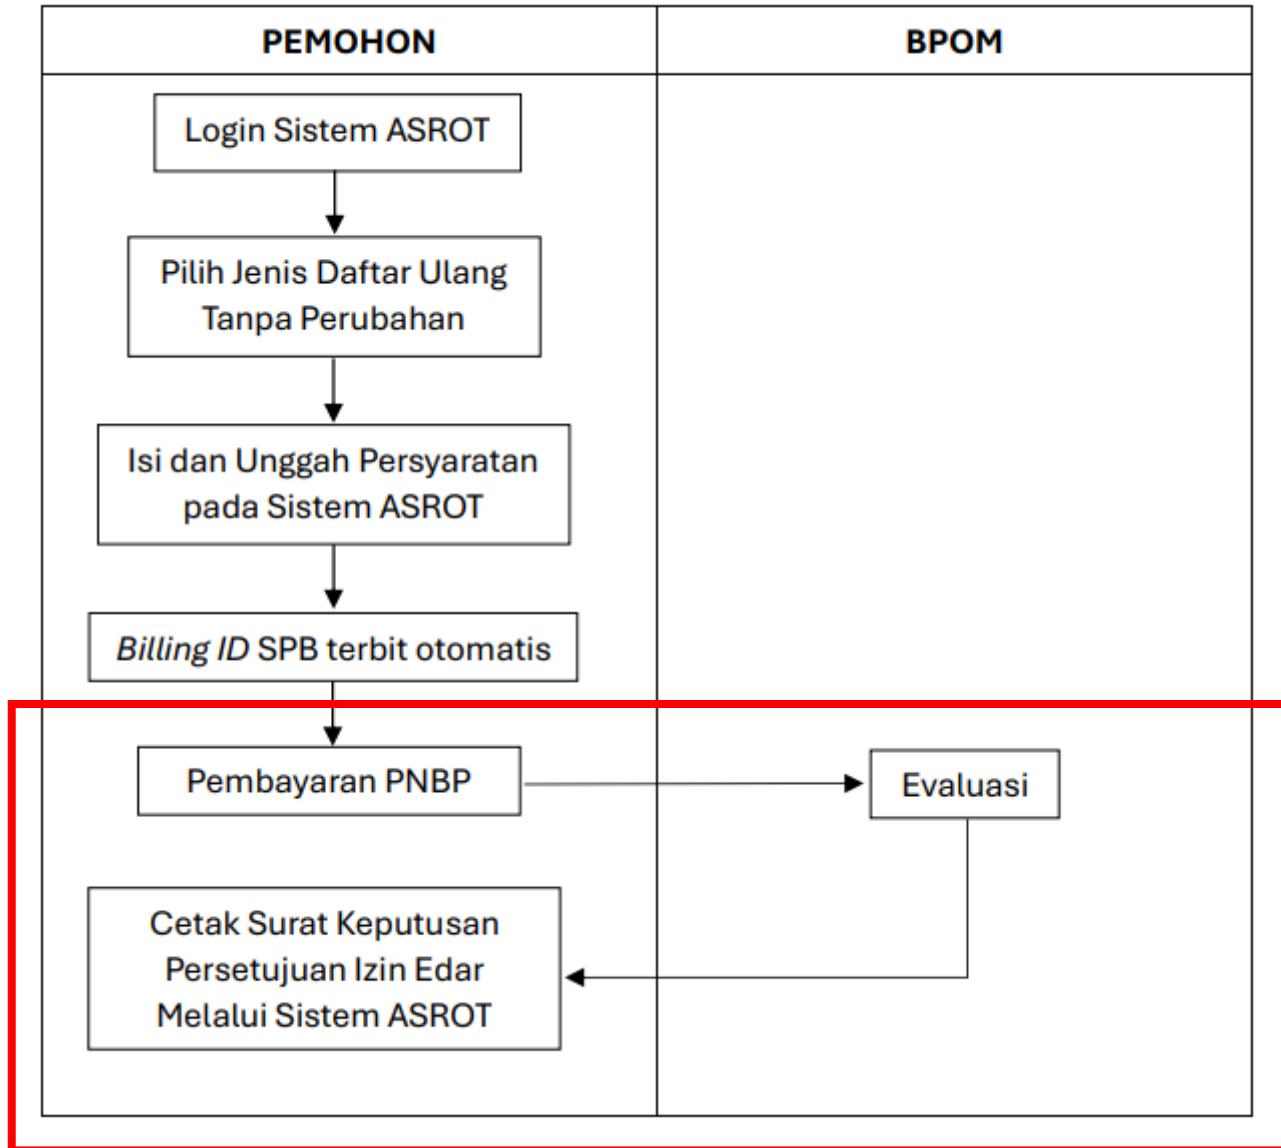 PEMOHON
BPOM
Login Sistem ASROT
Pilih Jenis Daftar Ulang
Tanpa Perubahan
Isi dan Unggah Persyaratan
pada Sistem ASROT
Billing ID SPB terbit otomatis
Pembayaran PNBP
Evaluasi
Cetak Surat Keputusan
Persetujuan Izin Edar
Melalui Sistem ASROT